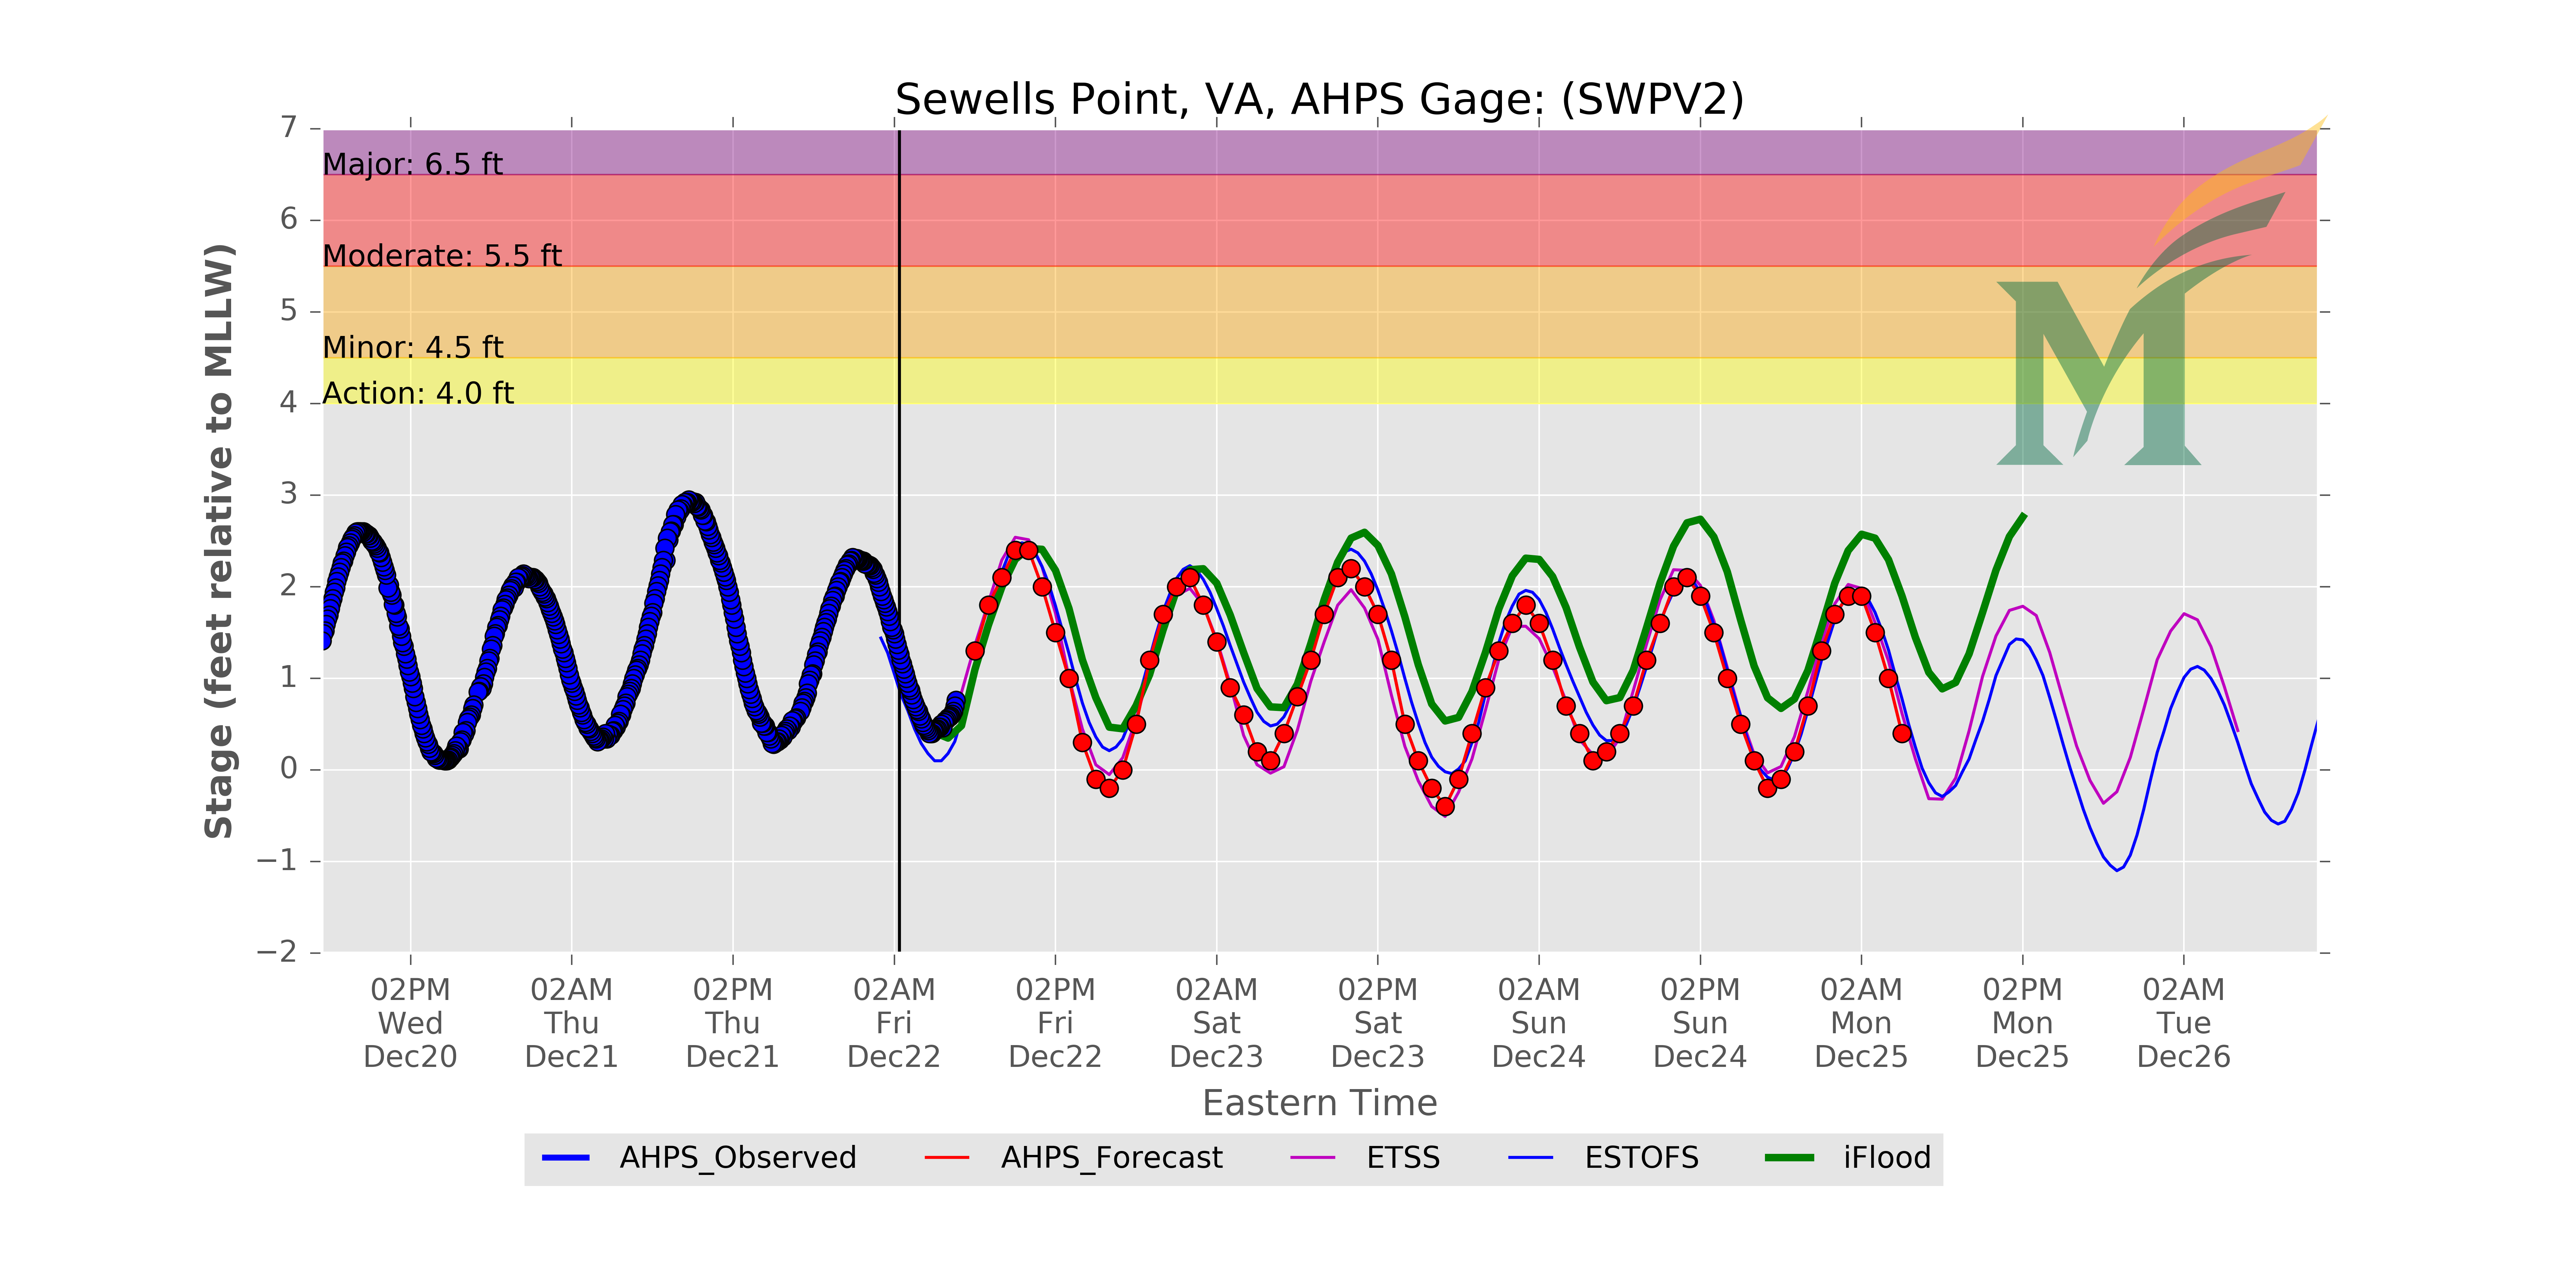 Sewells Point, VA, AHPS Gage: (SWPV2)
7
6
5
4
3
2
1
0
−1
−2
Stage (feet relative to MLLW)
Major: 6.5 ft
Moderate: 5.5 ft
Minor: 4.5 ft
Action: 4.0 ft
M
02PM 02AM 02PM 02AM 02PM 02AM 02PM 02AM 02PM 02AM 02PM 02AM
Wed Thu Thu Fri Fri Sat Sat Sun Sun Mon Mon Tue
Dec20 Dec21 Dec21 Dec22 Dec22 Dec23 Dec23 Dec24 Dec24 Dec25 Dec25 Dec26
Eastern Time
AHPS_Observed AHPS_Forecast ETSS ESTOFS iFlood